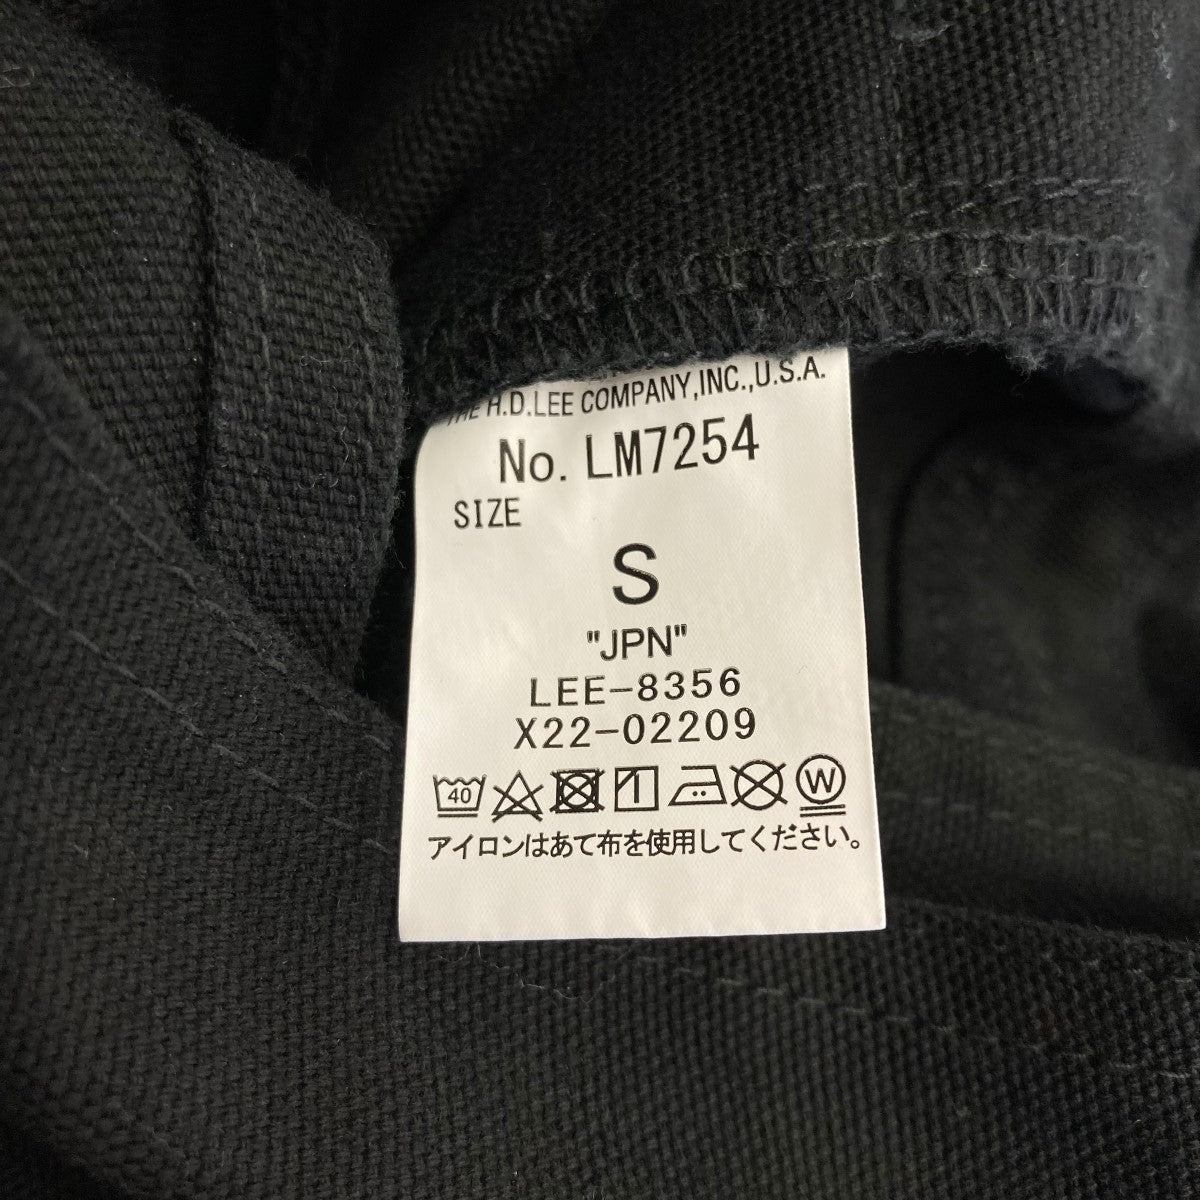 THE H.D.LEE COMPANY,INC.,U.S.A.
No. LM7254
SIZE
S
"JPN"
LEE-8356
X22-02209
40 W
アイロンはあて布を使用してください。